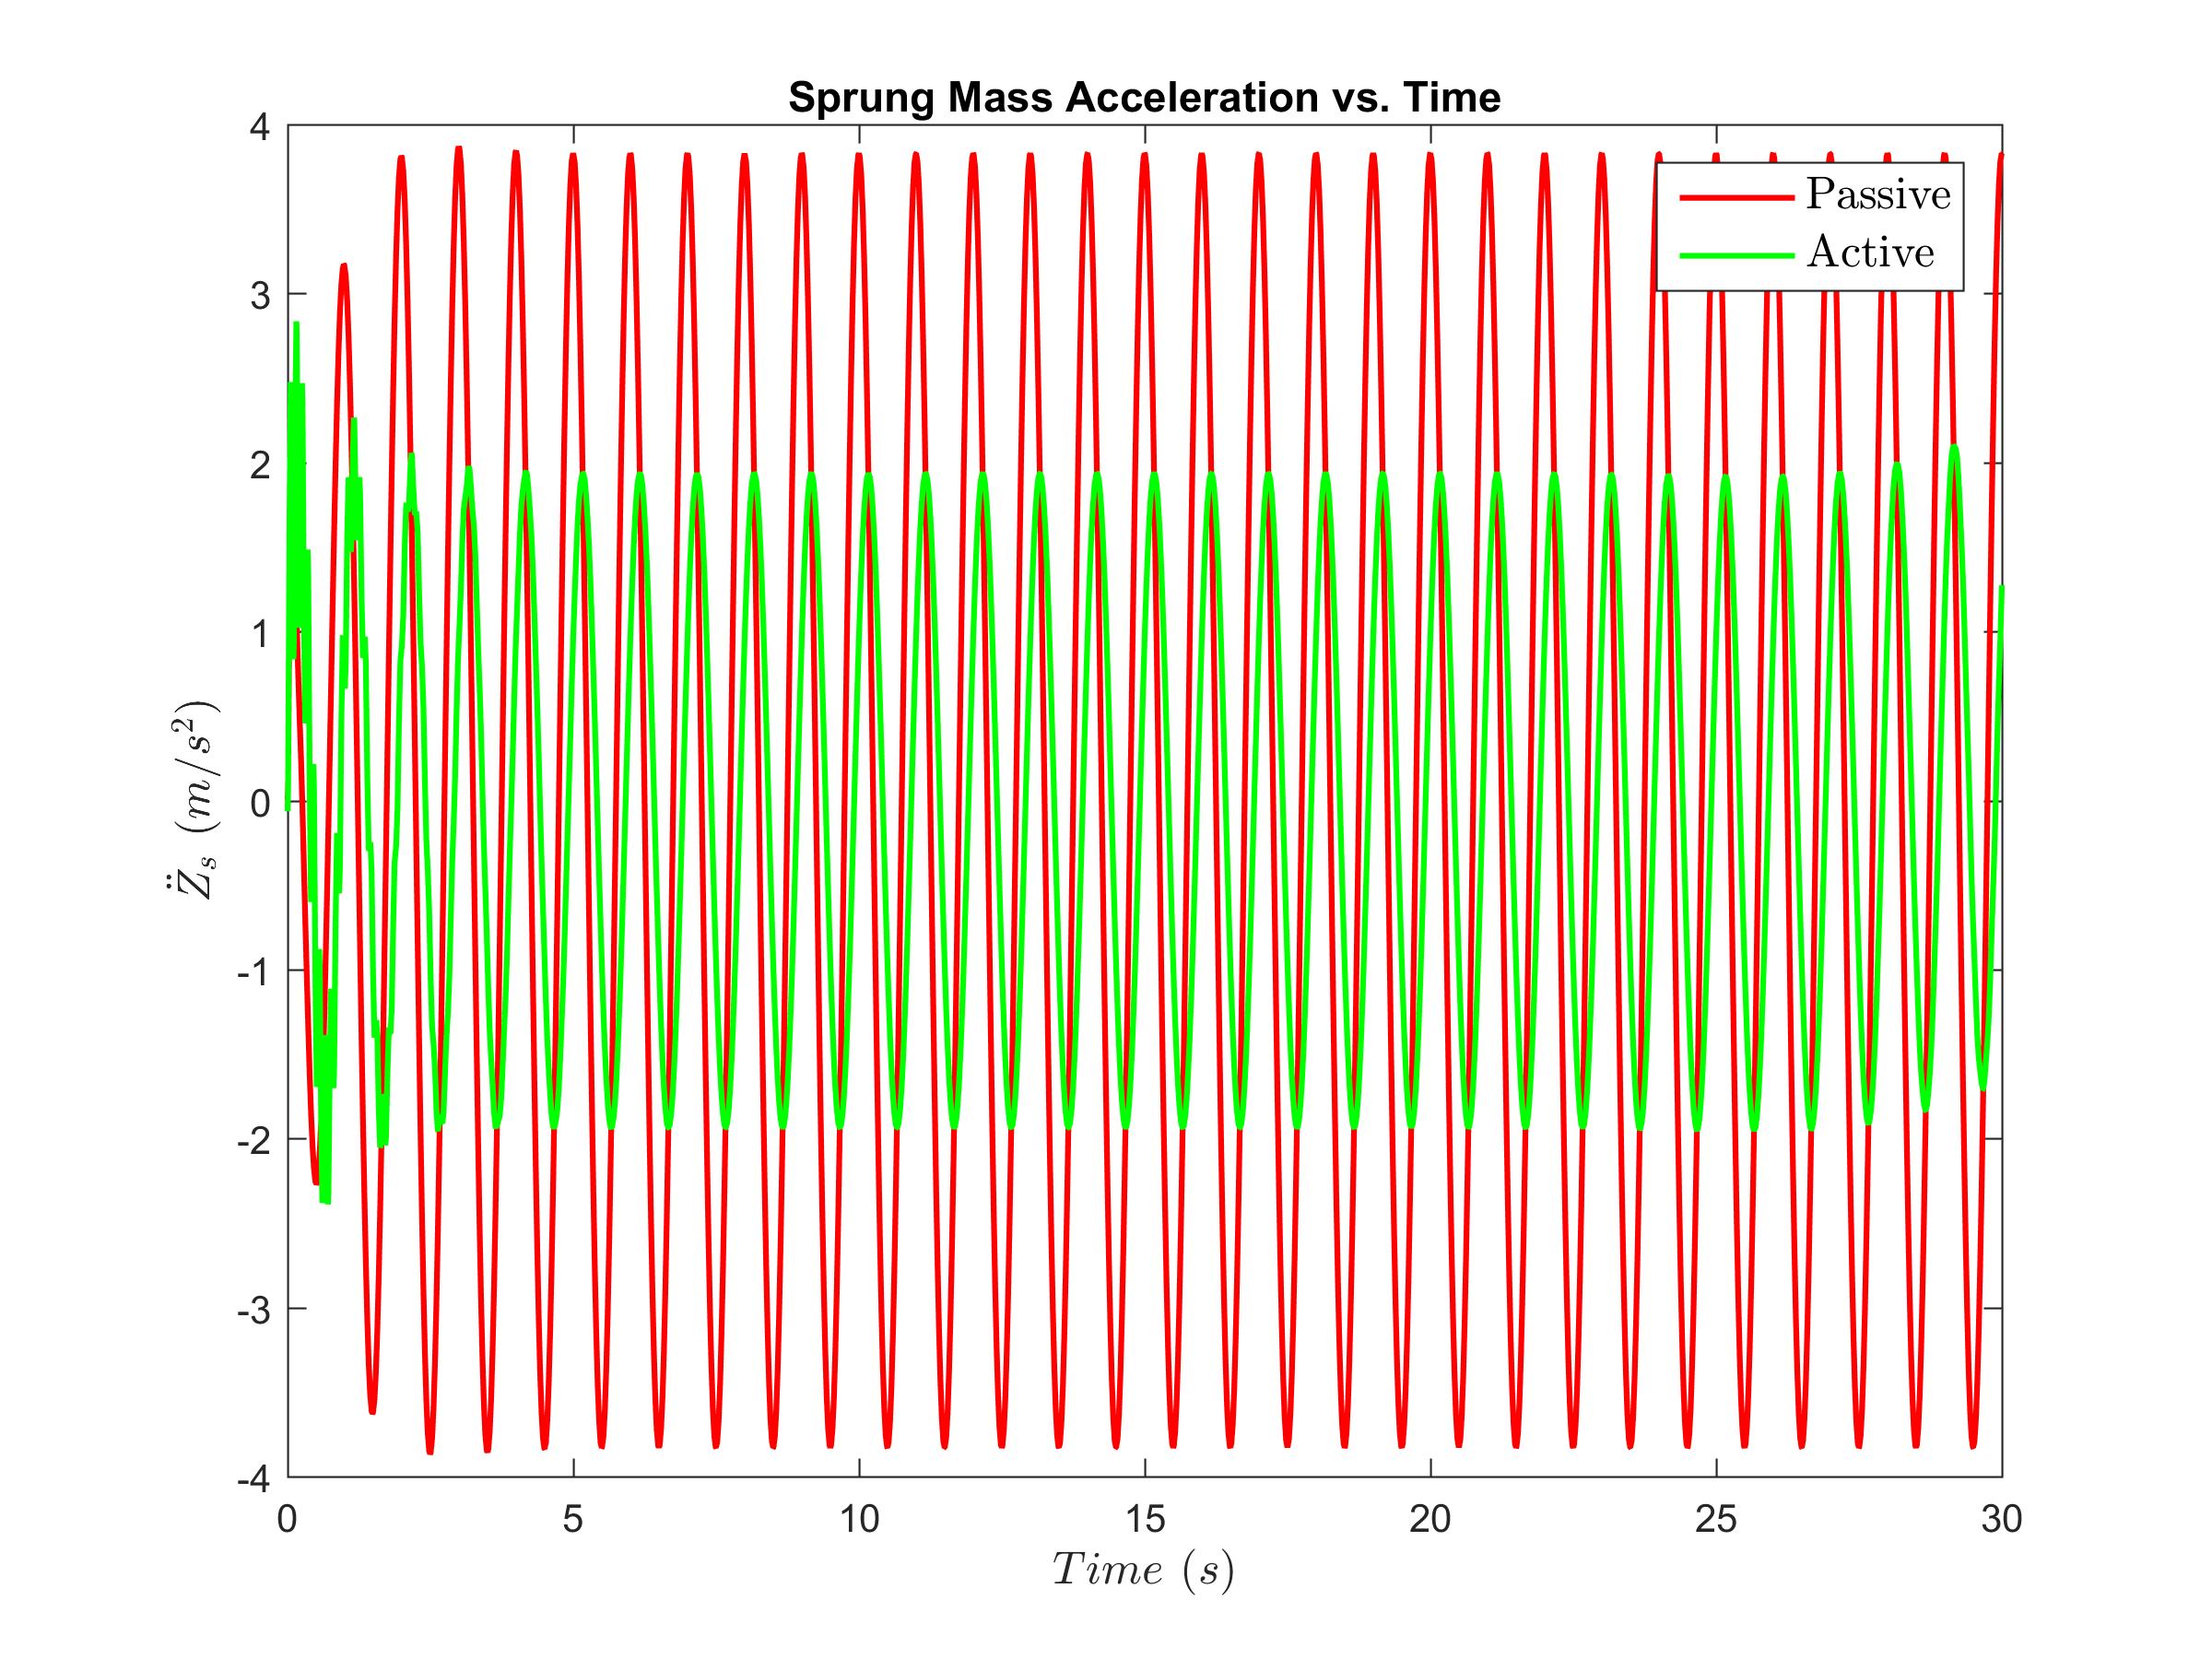 Sprung Mass Acceleration vs. Time
4
3
2
1
0
-1
-2
-3
-4
Z̈ₛ (m/s²)
Passive
Active
0 5 10 15 20 25 30
Time (s)